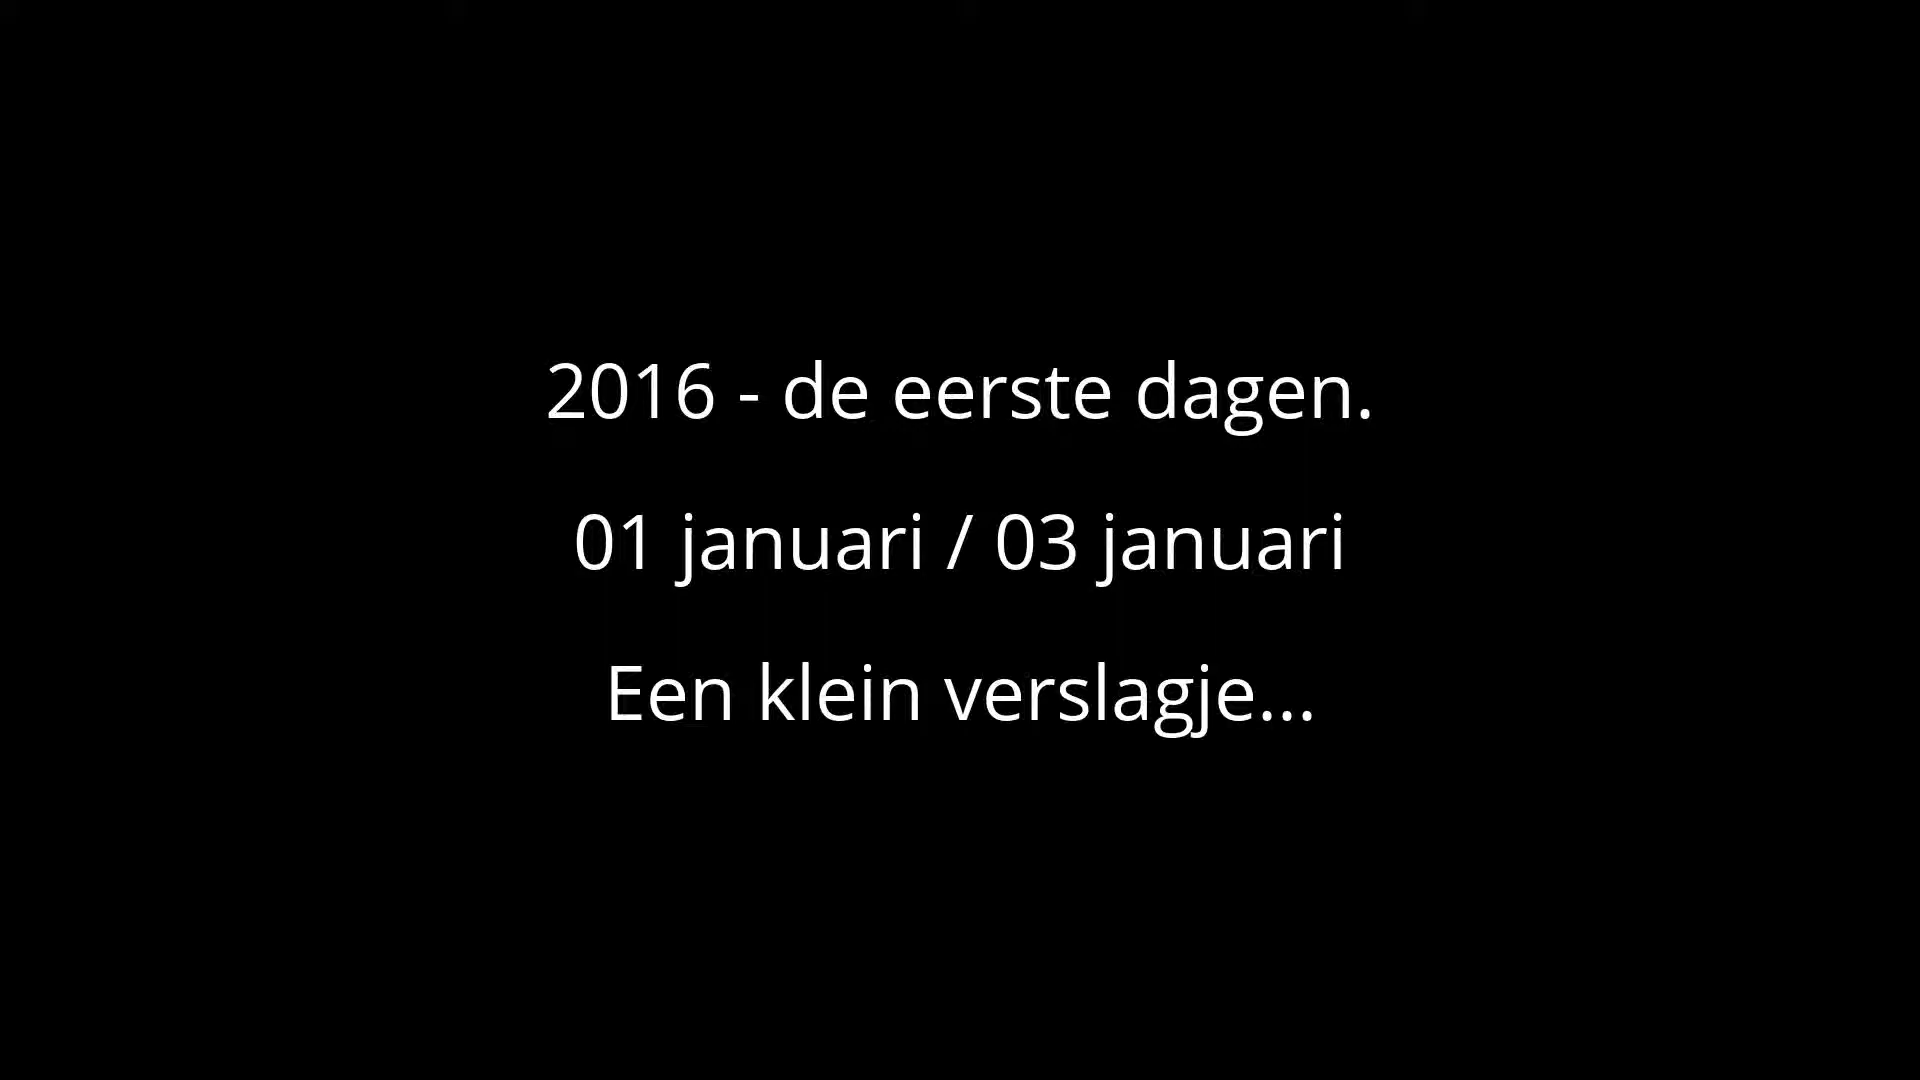 2016 - de eerste dagen.
01 januari / 03 januari
Een klein verslagje...